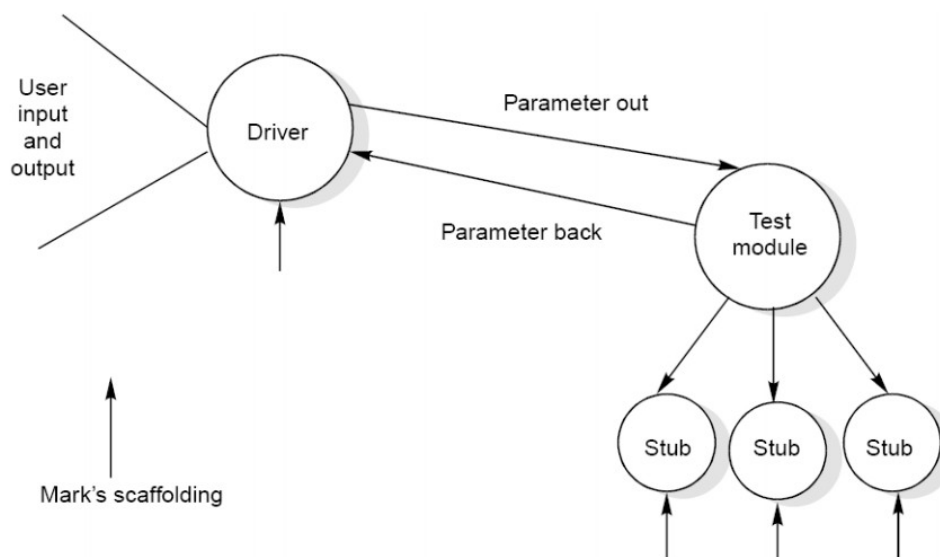 User
input
and
output
Driver
Parameter out
Parameter back
Test
module
Stub
Stub
Stub
Mark's scaffolding